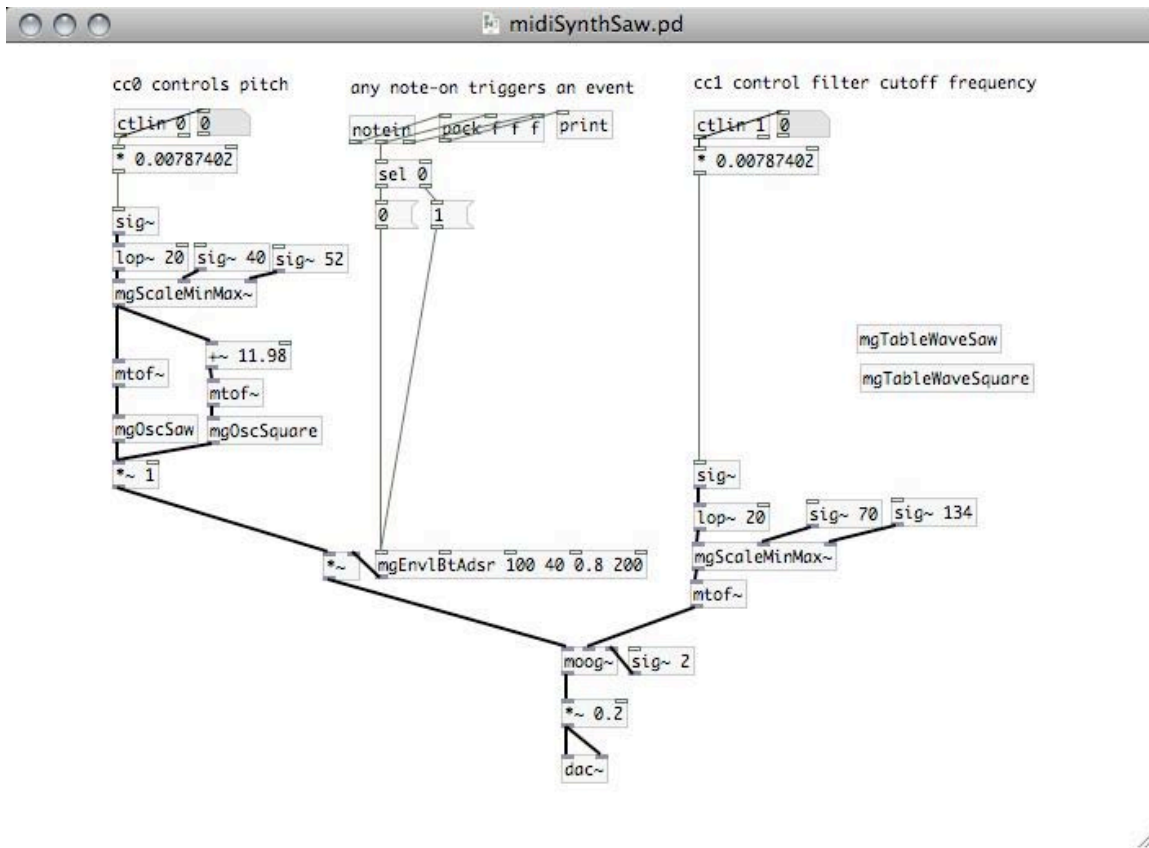 midiSynthSaw.pd
cc0 controls pitch
any note-on triggers an event
cc1 control filter cutoff frequency
ctlin 0
0
notein
pack f f f
print
ctlin 1
0
* 0.00787402
* 0.00787402
sel 0
0
1
sig~
lop~ 20
sig~ 40
sig~ 52
mgScaleMinMax~
mgTableWaveSaw
+~ 11.98
mgTableWaveSquare
mtof~
mtof~
mgOscSaw
mgOscSquare
*~ 1
sig~
lop~ 20
sig~ 70
sig~ 134
*~
mgEnvlBtAdsr 100 40 0.8 200
mgScaleMinMax~
mtof~
moog~
sig~ 2
*~ 0.2
dac~